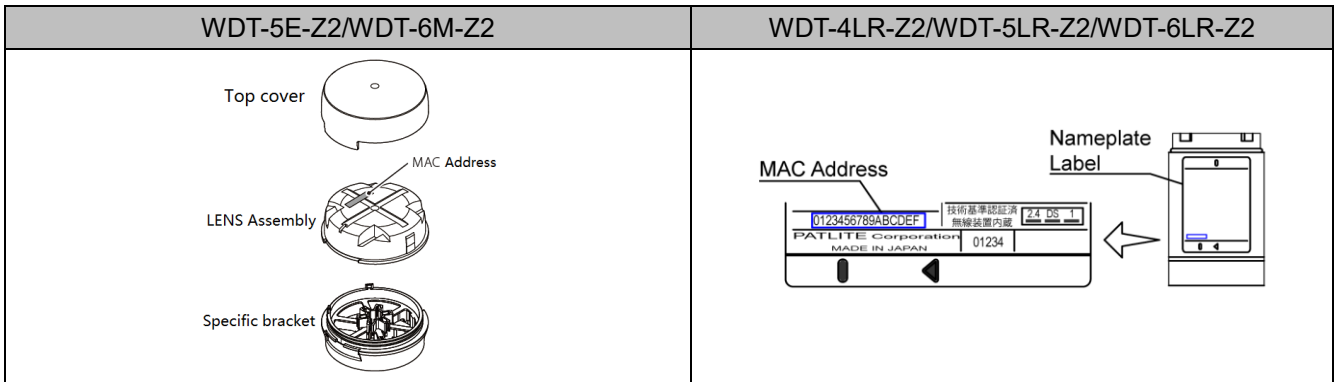 WDT-5E-Z2/WDT-6M-Z2
WDT-4LR-Z2/WDT-5LR-Z2/WDT-6LR-Z2
Top cover
MAC Address
LENS Assembly
Specific bracket
Nameplate
Label
MAC Address
0123456789ABCDEF
技術基準認証済
無線装置内蔵
2.4 DS 1
PATLITE Corporation
MADE IN JAPAN
01234